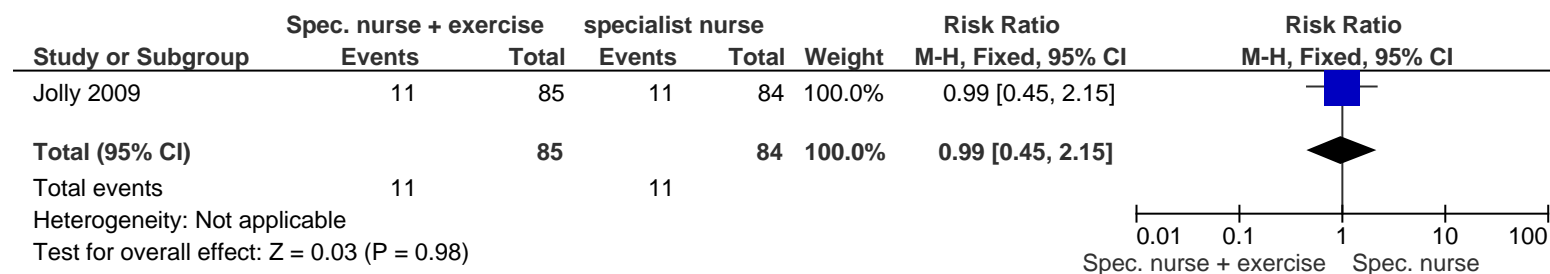 Spec. nurse + exercise specialist nurse Risk Ratio Risk Ratio
Study or Subgroup Events Total Events Total Weight M-H, Fixed, 95% CI M-H, Fixed, 95% CI
Jolly 2009 11 85 11 84 100.0% 0.99 [0.45, 2.15]
Total (95% CI) 85 84 100.0% 0.99 [0.45, 2.15]
Total events 11 11
Heterogeneity: Not applicable
Test for overall effect: Z = 0.03 (P = 0.98)
0.01 0.1 1 10 100
Spec. nurse + exercise Spec. nurse